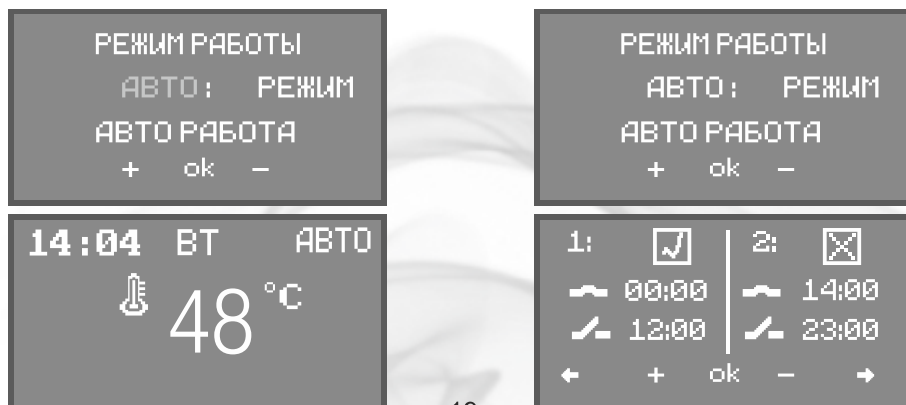 РЕЖИМ РАБОТЫ
АВТО: РЕЖИМ
АВТО РАБОТА
+ ok −
РЕЖИМ РАБОТЫ
АВТО: РЕЖИМ
АВТО РАБОТА
+ ok −
14:04 ВТ АВТО
48°C
1: 2:
00:00 14:00
12:00 23:00
← + ok − →